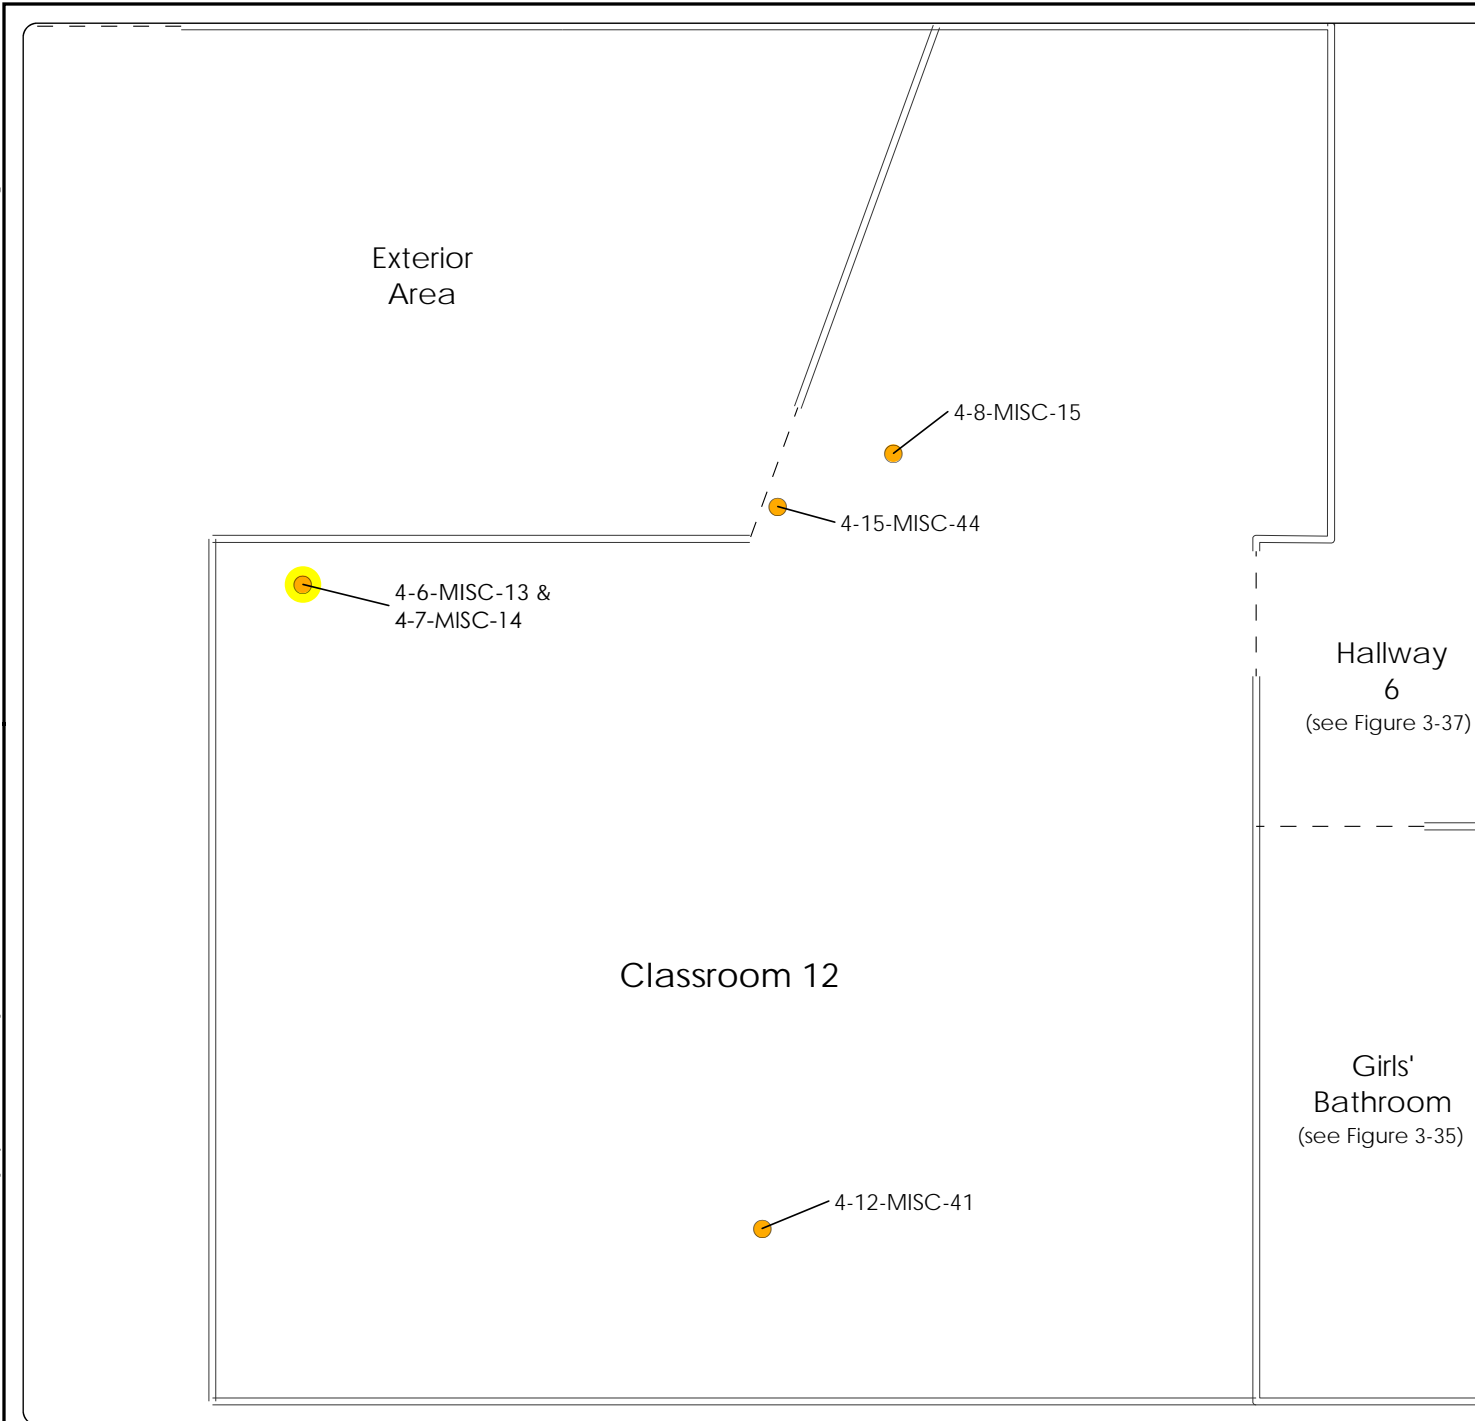 Exterior
Area
4-8-MISC-15
4-15-MISC-44
4-6-MISC-13 &
4-7-MISC-14
Hallway
6
(see Figure 3-37)
Classroom 12
Girls'
Bathroom
(see Figure 3-35)
4-12-MISC-41